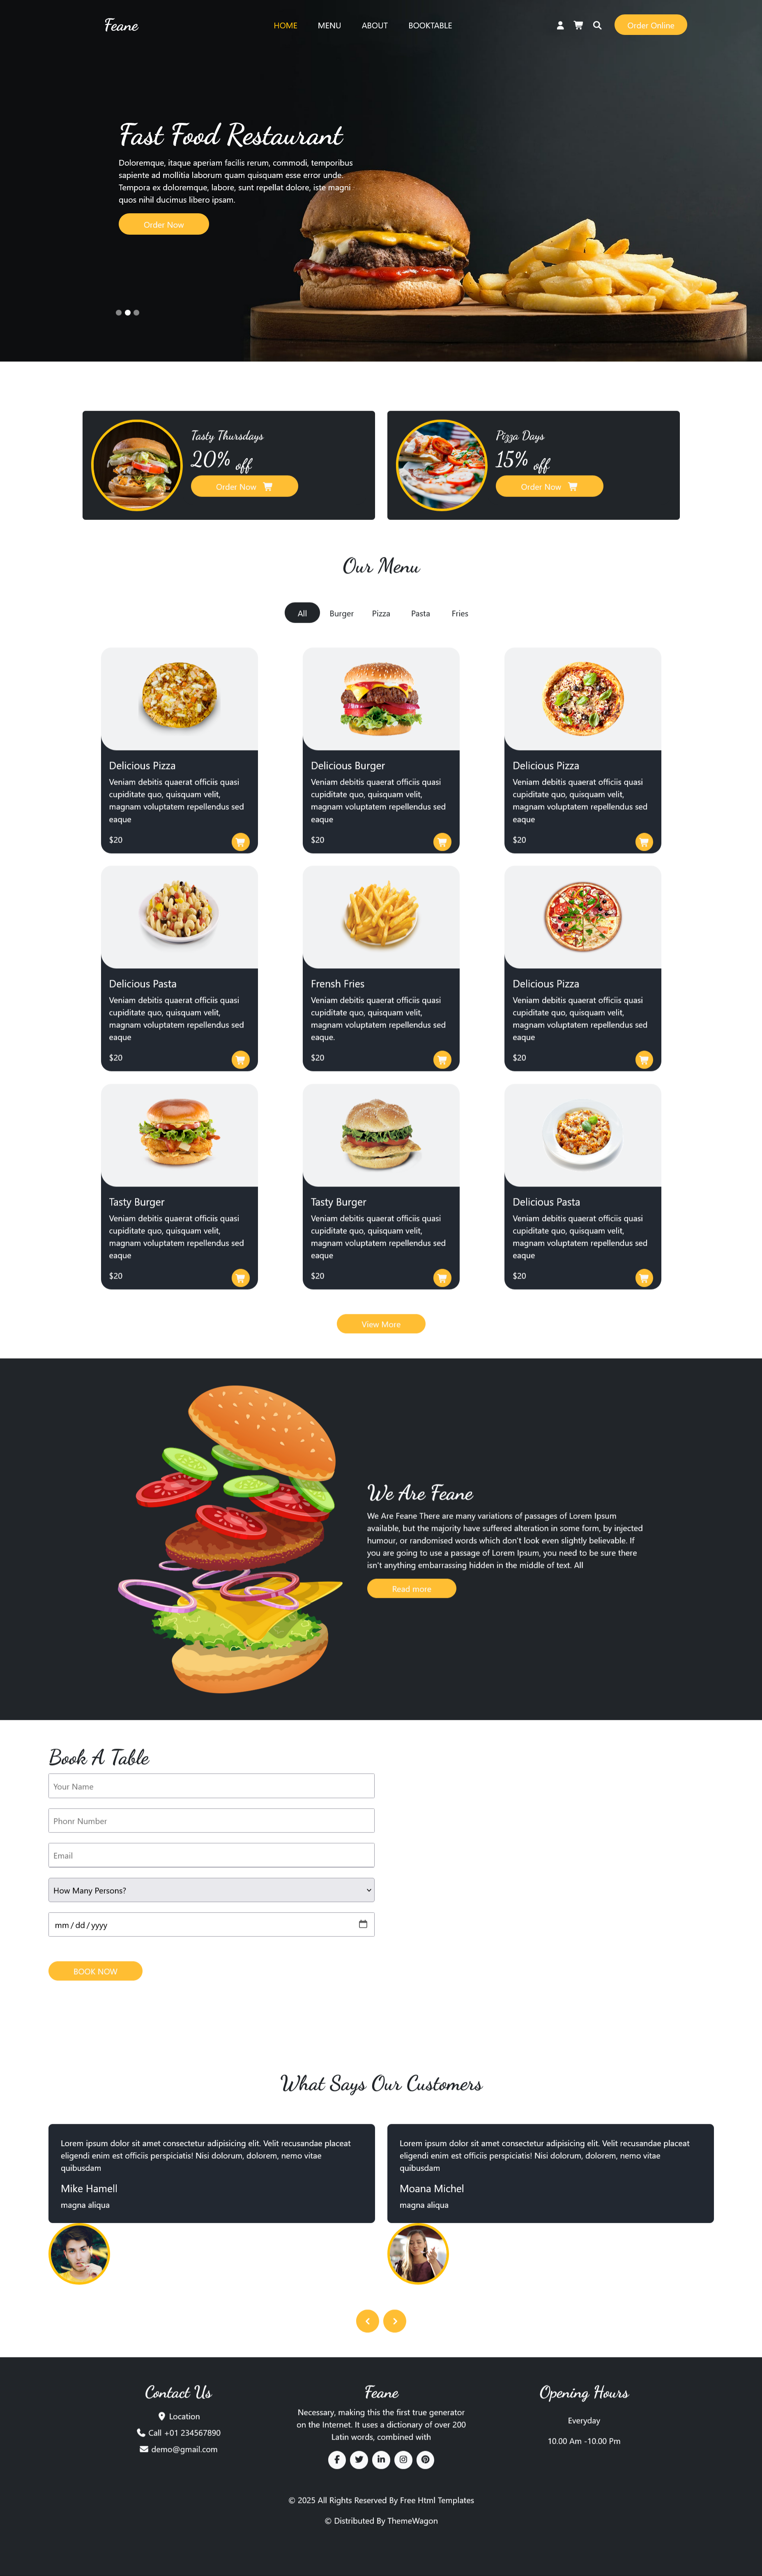 Feane
HOME
MENU
ABOUT
BOOKTABLE
Order Online
Fast Food Restaurant
Doloremque, itaque aperiam facilis rerum, commodi, temporibus
sapiente ad mollitia laborum quam quisquam esse error unde.
Tempora ex doloremque, labore, sunt repellat dolore, iste magni
quos nihil ducimus libero ipsam.
Order Now
Tasty Thursdays
20% off
Order Now
Pizza Days
15% off
Order Now
Our Menu
All
Burger
Pizza
Pasta
Fries
Delicious Pizza
Veniam debitis quaerat officiis quasi
cupiditate quo, quisquam velit,
magnam voluptatem repellendus sed
eaque
$20
Delicious Burger
Veniam debitis quaerat officiis quasi
cupiditate quo, quisquam velit,
magnam voluptatem repellendus sed
eaque
$20
Delicious Pizza
Veniam debitis quaerat officiis quasi
cupiditate quo, quisquam velit,
magnam voluptatem repellendus sed
eaque
$20
Delicious Pasta
Veniam debitis quaerat officiis quasi
cupiditate quo, quisquam velit,
magnam voluptatem repellendus sed
eaque
$20
Frensh Fries
Veniam debitis quaerat officiis quasi
cupiditate quo, quisquam velit,
magnam voluptatem repellendus sed
eaque.
$20
Delicious Pizza
Veniam debitis quaerat officiis quasi
cupiditate quo, quisquam velit,
magnam voluptatem repellendus sed
eaque
$20
Tasty Burger
Veniam debitis quaerat officiis quasi
cupiditate quo, quisquam velit,
magnam voluptatem repellendus sed
eaque
$20
Tasty Burger
Veniam debitis quaerat officiis quasi
cupiditate quo, quisquam velit,
magnam voluptatem repellendus sed
eaque
$20
Delicious Pasta
Veniam debitis quaerat officiis quasi
cupiditate quo, quisquam velit,
magnam voluptatem repellendus sed
eaque
$20
View More
We Are Feane
We Are Feane There are many variations of passages of Lorem Ipsum
available, but the majority have suffered alteration in some form, by injected
humour, or randomised words which don't look even slightly believable. If
you are going to use a passage of Lorem Ipsum, you need to be sure there
isn't anything embarrassing hidden in the middle of text. All
Read more
Book A Table
Your Name
Phonr Number
Email
How Many Persons?
mm/dd/yyyy
BOOK NOW
What Says Our Customers
Lorem ipsum dolor sit amet consectetur adipisicing elit. Velit recusandae placeat
eligendi enim est officiis perspiciatis! Nisi dolorum, dolorem, nemo vitae
quibusdam
Mike Hamell
magna aliqua
Lorem ipsum dolor sit amet consectetur adipisicing elit. Velit recusandae placeat
eligendi enim est officiis perspiciatis! Nisi dolorum, dolorem, nemo vitae
quibusdam
Moana Michel
magna aliqua
Contact Us
Location
Call +01 234567890
demo@gmail.com
Feane
Necessary, making this the first true generator
on the Internet. It uses a dictionary of over 200
Latin words, combined with
Opening Hours
Everyday
10.00 Am -10.00 Pm
© 2025 All Rights Reserved By Free Html Templates
© Distributed By ThemeWagon